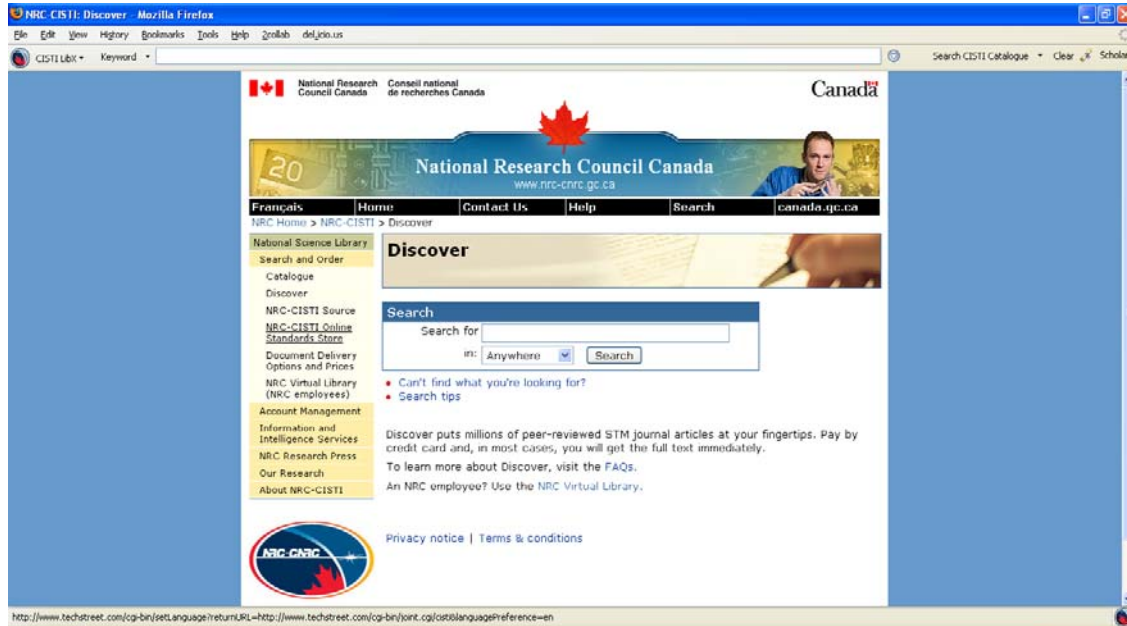 NRC-CISTI: Discover - Mozilla Firefox
File Edit View History Bookmarks Tools Help 2collab del.icio.us
CISTI LibX Keyword Search CISTI Catalogue Clear Scholar
National Research Conseil national
Council Canada de recherches Canada
Canada
20
National Research Council Canada
www.nrc-cnrc.gc.ca
Français Home Contact Us Help Search canada.gc.ca
NRC Home > NRC-CISTI > Discover
National Science Library
Search and Order
Catalogue
Discover
NRC-CISTI Source
NRC-CISTI Online
Standards Store
Document Delivery
Options and Prices
NRC Virtual Library
(NRC employees)
Account Management
Information and
Intelligence Services
NRC Research Press
Our Research
About NRC-CISTI
NRC·CNRC
Discover
Search
Search for
in: Anywhere Search
• Can't find what you're looking for?
• Search tips
Discover puts millions of peer-reviewed STM journal articles at your fingertips. Pay by
credit card and, in most cases, you will get the full text immediately.
To learn more about Discover, visit the FAQs.
An NRC employee? Use the NRC Virtual Library.
Privacy notice | Terms & conditions
http://www.techstreet.com/cgi-bin/setLanguage?returnURL=http://www.techstreet.com/cgi-bin/joint.cgi/cisti&languagePreference=en